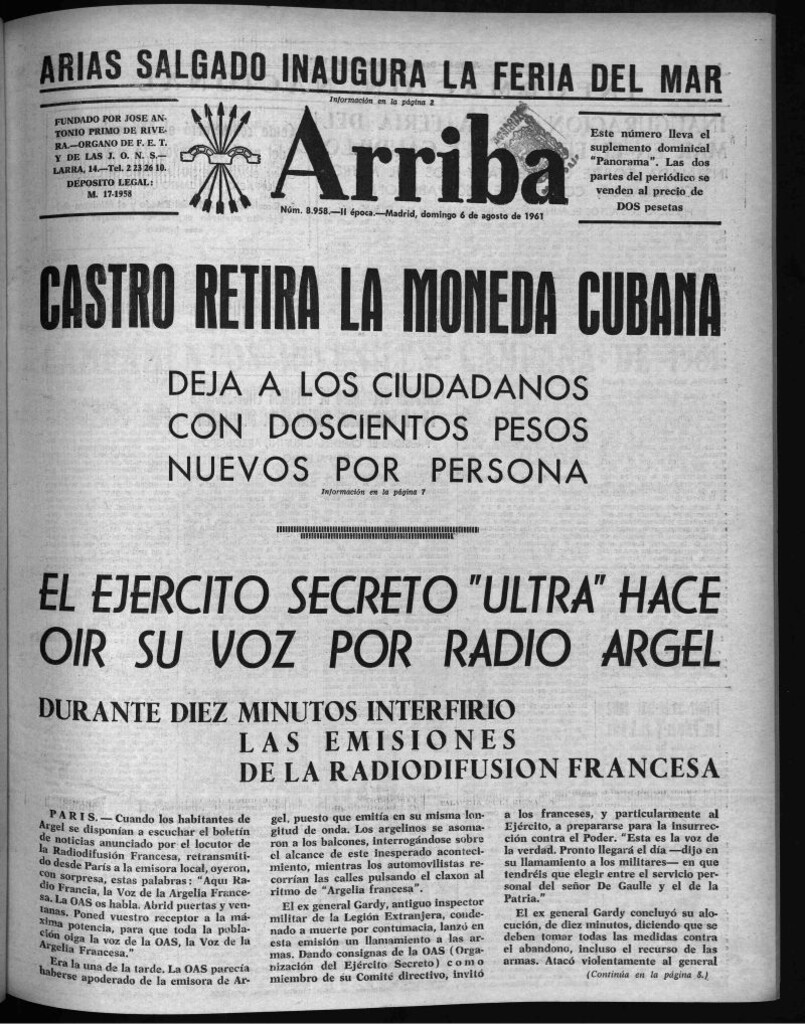 ARIAS SALGADO INAUGURA LA FERIA DEL MAR
Información en la página 2
FUNDADO POR JOSE AN-
TONIO PRIMO DE RIVE-
RA.—ORGANO DE F. E. T.
Y DE LAS J. O. N. S.—
LARRA, 14.—Tel. 2 23 26 10.
DEPOSITO LEGAL:
M. 17-1958
Arriba
Núm. 8.958.—II época.—Madrid, domingo 6 de agosto de 1961
Este número lleva el
suplemento dominical
"Panorama". Las dos
partes del periódico se
venden al precio de
DOS pesetas
CASTRO RETIRA LA MONEDA CUBANA
DEJA A LOS CIUDADANOS
CON DOSCIENTOS PESOS
NUEVOS POR PERSONA
Información en la página 7
EL EJERCITO SECRETO "ULTRA" HACE
OIR SU VOZ POR RADIO ARGEL
DURANTE DIEZ MINUTOS INTERFIRIO
LAS EMISIONES
DE LA RADIODIFUSION FRANCESA
PARIS.—Cuando los habitantes de
Argel se disponían a escuchar el boletín
de noticias anunciado por el locutor de
la Radiodifusión Francesa, retransmiti-
do desde París a la emisora local, oyeron,
con sorpresa, estas palabras: "Aquí Ra-
dio Francia, la Voz de la Argelia France-
sa. La OAS os habla. Abrid puertas y ven-
tanas. Poned vuestro receptor a la má-
xima potencia, para que toda la pobla-
ción oiga la voz de la OAS, la Voz de la
Argelia Francesa."
Era la una de la tarde. La OAS parecía
haberse apoderado de la emisora de Ar-
gel, puesto que emitía en su misma lon-
gitud de onda. Los argelinos se asoma-
ron a los balcones, interrogándose sobre
el alcance de este inesperado aconteci-
miento, mientras los automovilistas re-
corrían las calles pulsando el claxon al
ritmo de "Argelia francesa".
El ex general Gardy, antiguo inspector
militar de la Legión Extranjera, conde-
nado a muerte por contumacia, lanzó en
esta emisión un llamamiento a las ar-
mas. Dando consignas de la OAS (Orga-
nización del Ejército Secreto) como
miembro de su Comité directivo, invitó
a los franceses, y particularmente al
Ejército, a prepararse para la insurrec-
ción contra el Poder. "Esta es la voz de
la verdad. Pronto llegará el día —dijo en
su llamamiento a los militares— en que
tendréis que elegir entre el servicio per-
sonal del señor De Gaulle y el de la
Patria."
El ex general Gardy concluyó su alo-
cución, de diez minutos, diciendo que se
deben tomar todas las medidas contra
el abandono, incluso el recurso de las
armas. Atacó violentamente al general
(Continúa en la página 8.)